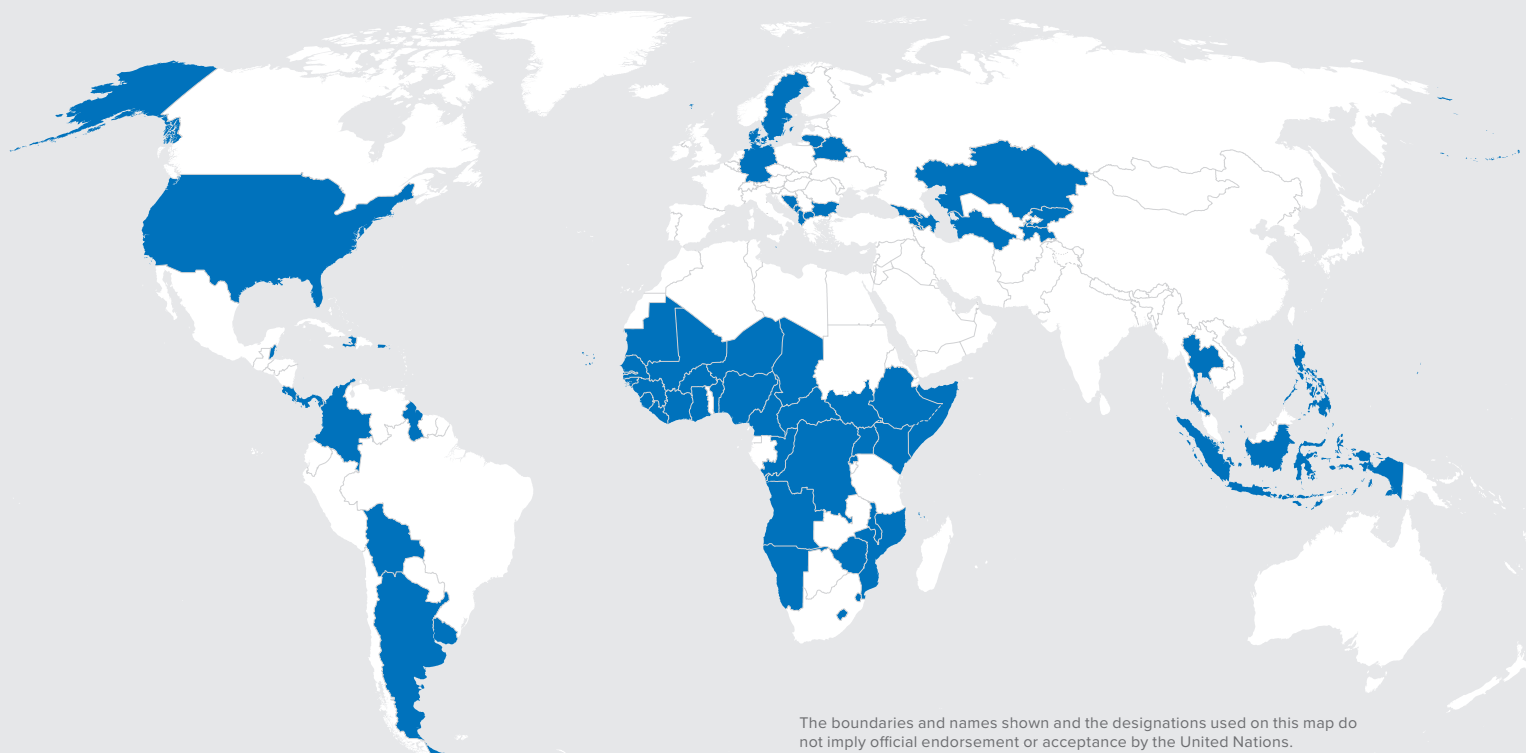 The boundaries and names shown and the designations used on this map do
not imply official endorsement or acceptance by the United Nations.